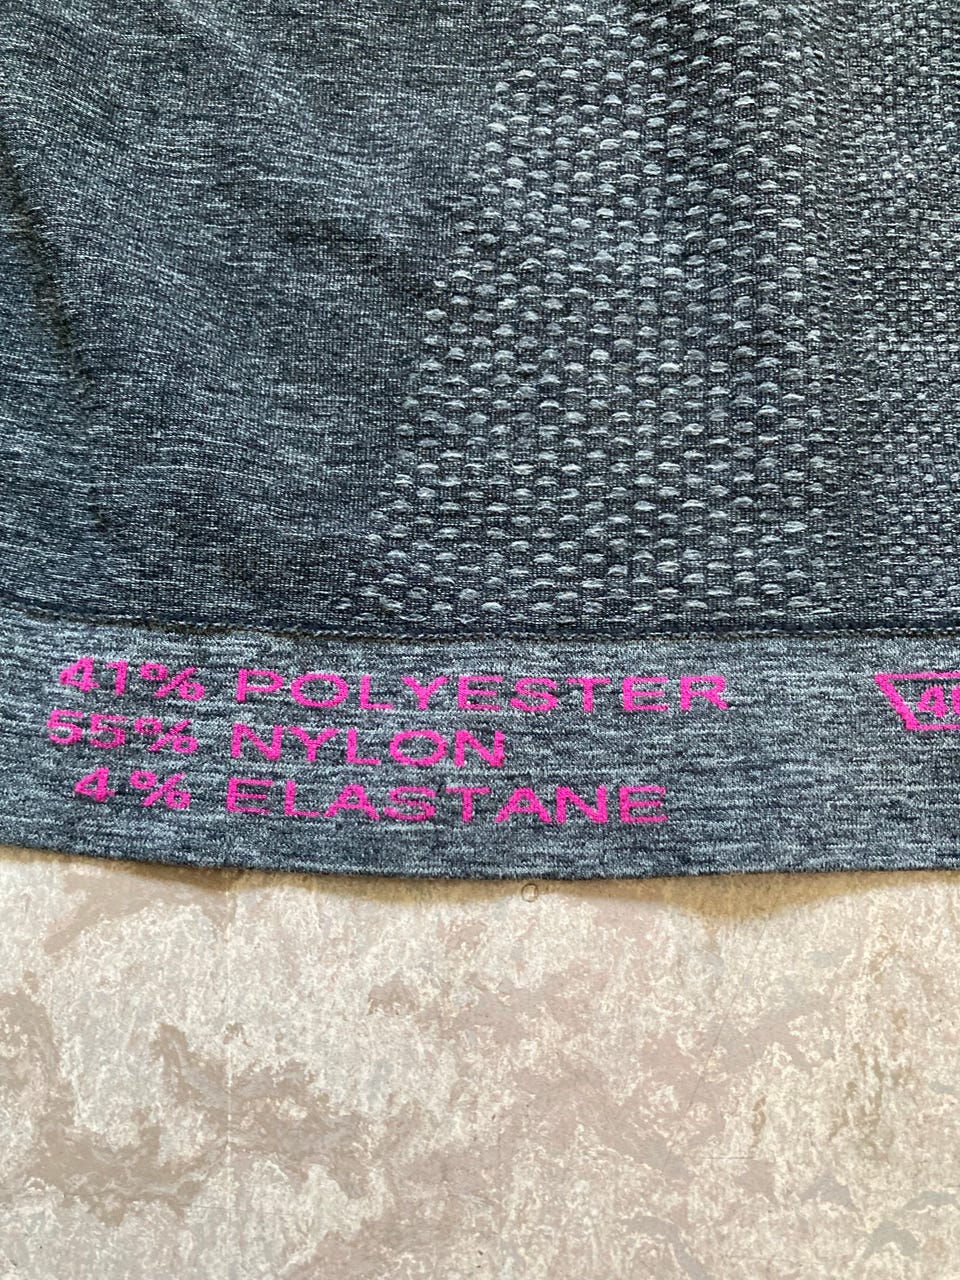 41% POLYESTER
55% NYLON
4% ELASTANE